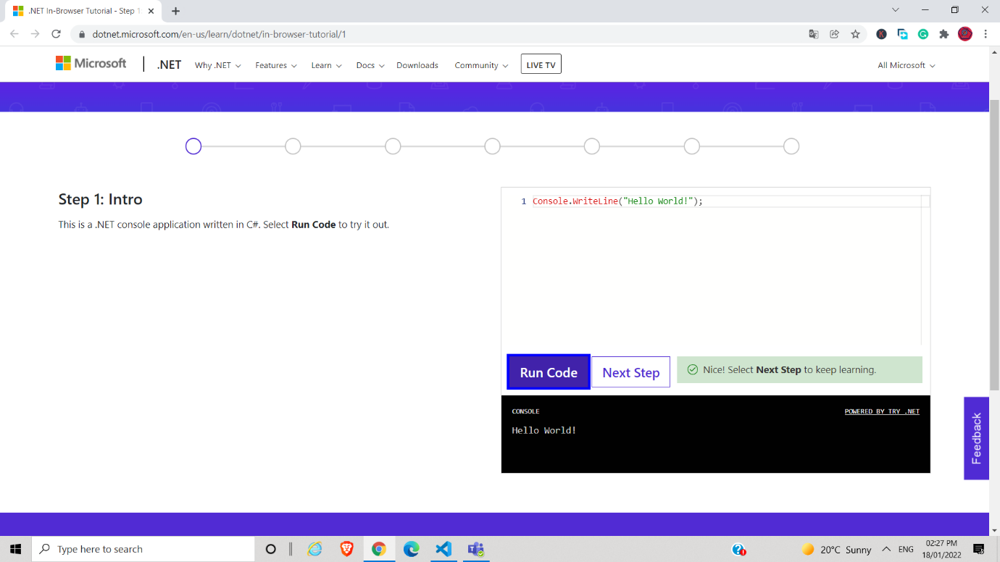 .NET In-Browser Tutorial - Step 1
dotnet.microsoft.com/en-us/learn/dotnet/in-browser-tutorial/1
Microsoft
.NET
Why .NET
Features
Learn
Docs
Downloads
Community
LIVE TV
All Microsoft
Step 1: Intro
This is a .NET console application written in C#. Select Run Code to try it out.
1 Console.WriteLine("Hello World!");
Run Code
Next Step
Nice! Select Next Step to keep learning.
CONSOLE
POWERED BY TRY .NET
Hello World!
Feedback
Type here to search
20°C Sunny
ENG
02:27 PM
18/01/2022